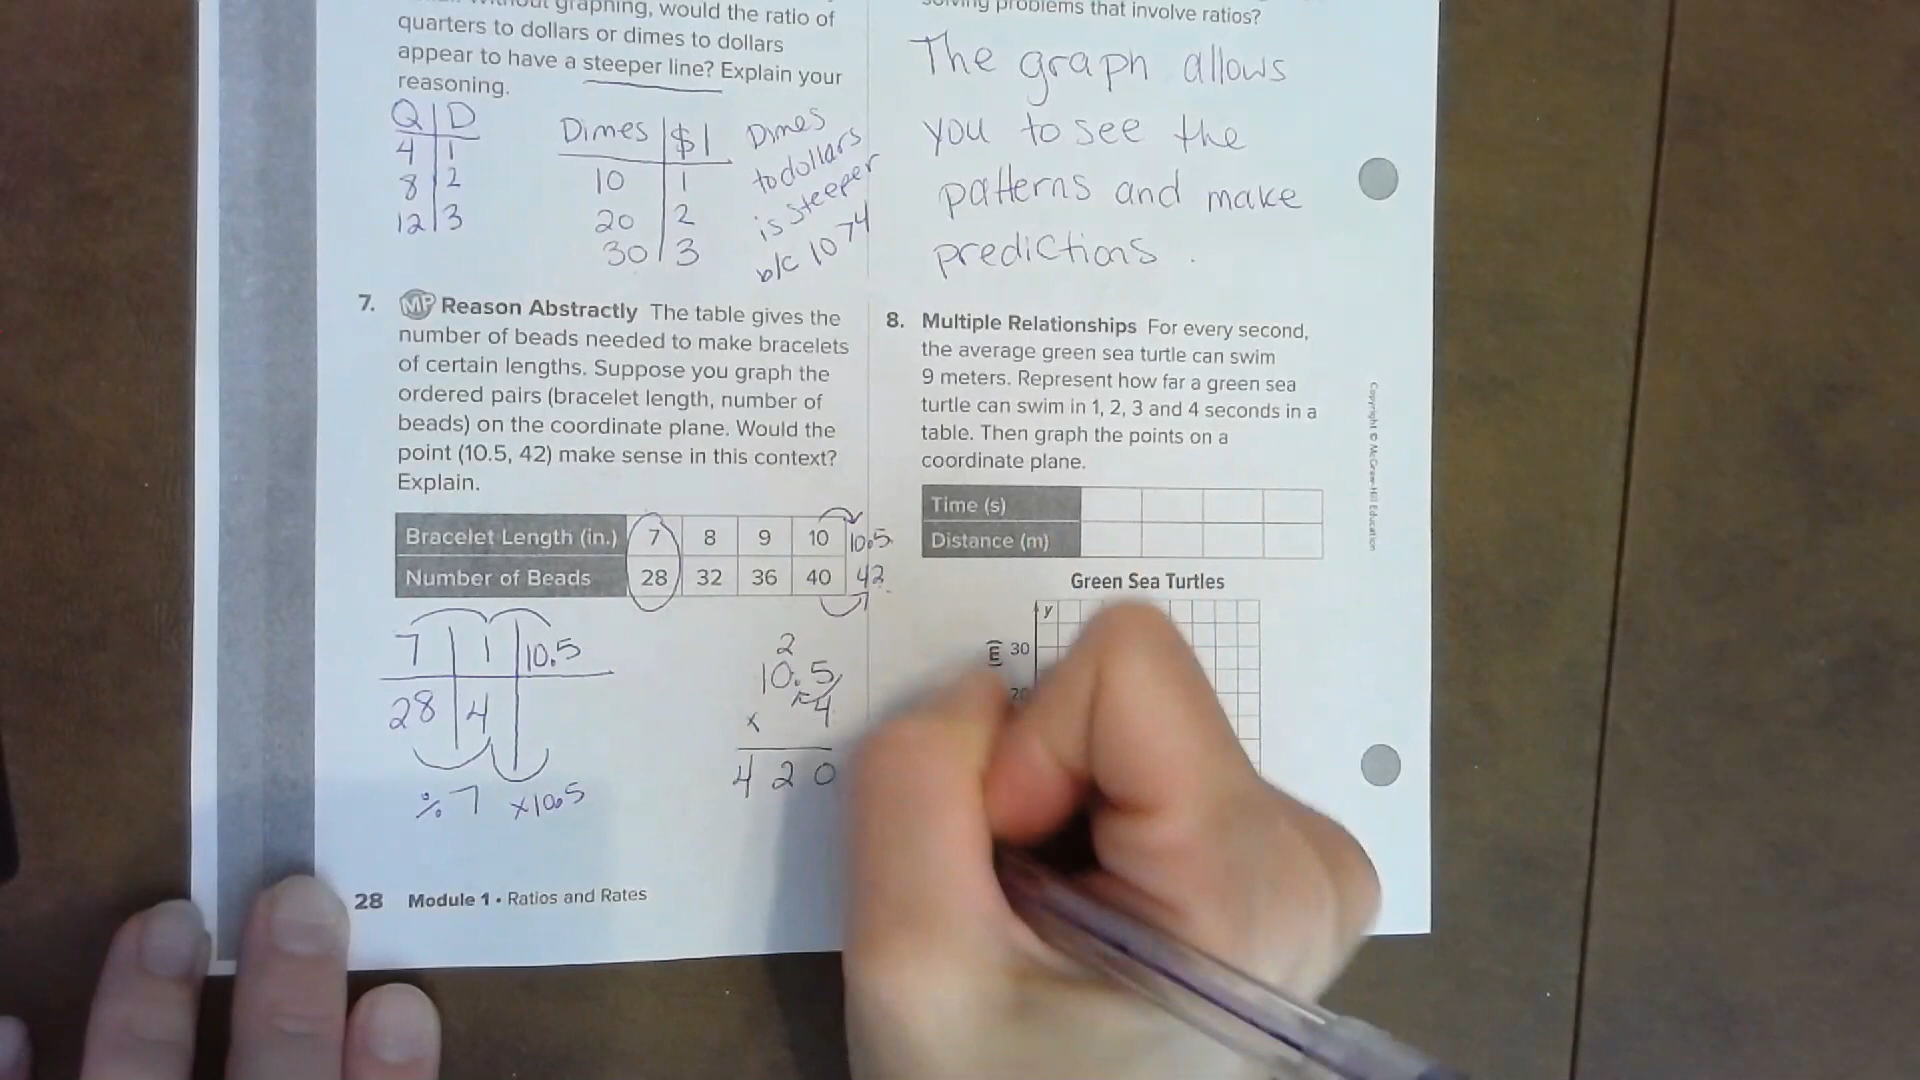 graphing, would the ratio of
quarters to dollars or dimes to dollars
appear to have a steeper line? Explain your
reasoning.
Q D
4 1
8 2
12 3
Dimes $1
10 1
20 2
30 3
Dimes
to dollars
is steeper
b/c 10 7 4
solving problems that involve ratios?
The graph allows
you to see the
patterns and make
predictions.
7. MP Reason Abstractly The table gives the
number of beads needed to make bracelets
of certain lengths. Suppose you graph the
ordered pairs (bracelet length, number of
beads) on the coordinate plane. Would the
point (10.5, 42) make sense in this context?
Explain.
Bracelet Length (in.) 7 8 9 10 10.5
Number of Beads 28 32 36 40 42
7 1 10.5
28 4
÷7 x10.5
2
10.5
x 4
420
28 Module 1 • Ratios and Rates
8. Multiple Relationships For every second,
the average green sea turtle can swim
9 meters. Represent how far a green sea
turtle can swim in 1, 2, 3 and 4 seconds in a
table. Then graph the points on a
coordinate plane.
Time (s)
Distance (m)
Green Sea Turtles
y
30
20
Copyright © McGraw-Hill Education